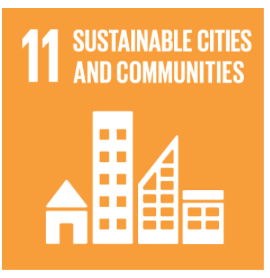 11 SUSTAINABLE CITIES
AND COMMUNITIES